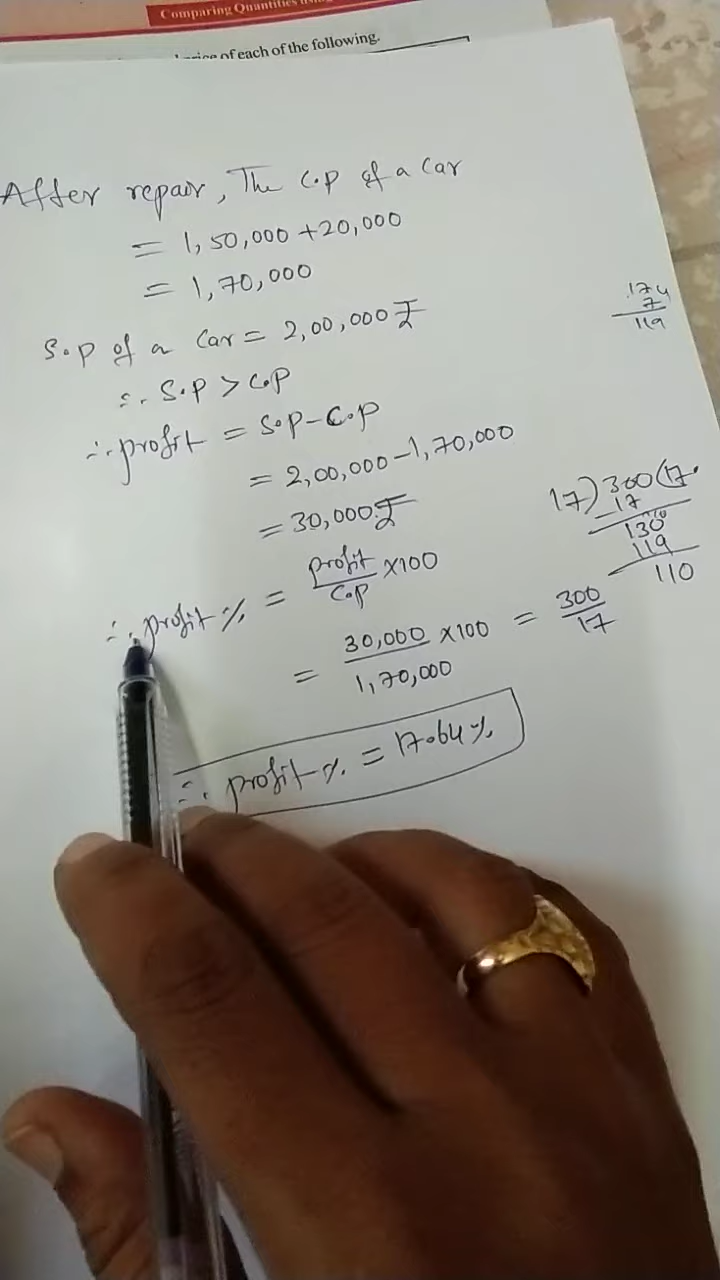 Comparing Quantities
of each of the following.
After repair, The C.P of a Car
= 1,50,000 +20,000
= 1,70,000
S.P of a Car = 2,00,000 ₹
∴ S.P > C.P
∴ profit = S.P - C.P
= 2,00,000 - 1,70,000
= 30,000 ₹
∴ profit % = profit/C.P ×100
= 30,000/1,70,000 ×100 = 300/17
∴ profit % = 17.64 %
7
119
17) 300 (17.
17
130
119
110